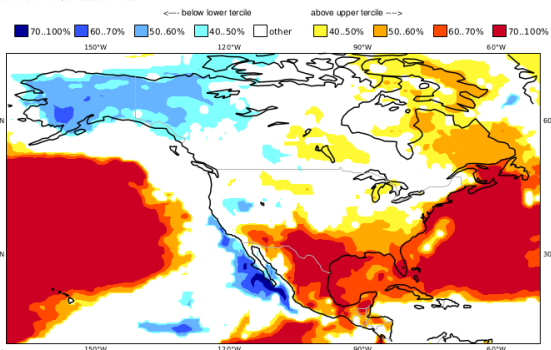 <---- below lower tercile above upper tercile ---->
70..100% 60..70% 50..60% 40..50% other 40..50% 50..60% 60..70% 70..100%
150°W 120°W 90°W 60°W
N 60
N 30
150°W 120°W 90°W 60°W